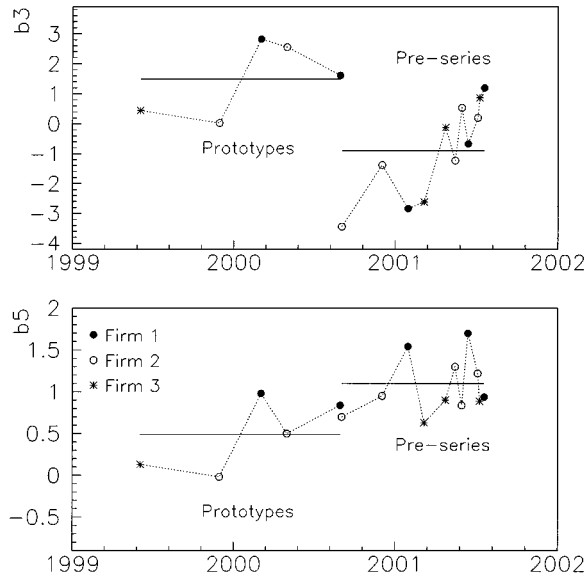 b3
3
2
1
0
−1
−2
−3
−4
Pre−series
Prototypes
1999 2000 2001 2002
b5
2
1.5
1
0.5
0
−0.5
Firm 1
Firm 2
Firm 3
Pre−series
Prototypes
1999 2000 2001 2002